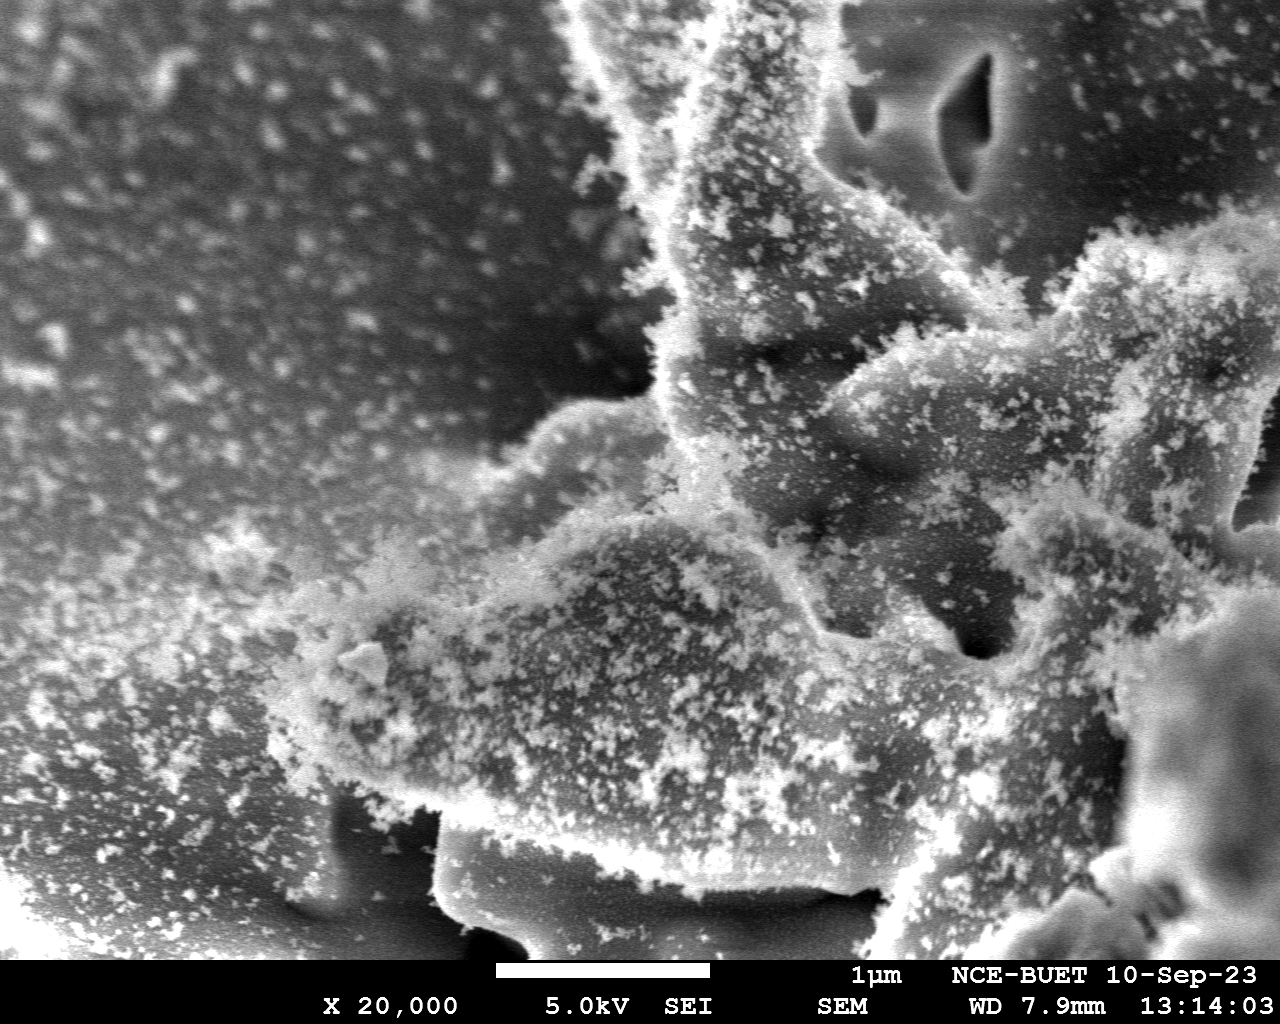 1µm NCE-BUET 10-Sep-23
X 20,000 5.0kV SEI SEM WD 7.9mm 13:14:03